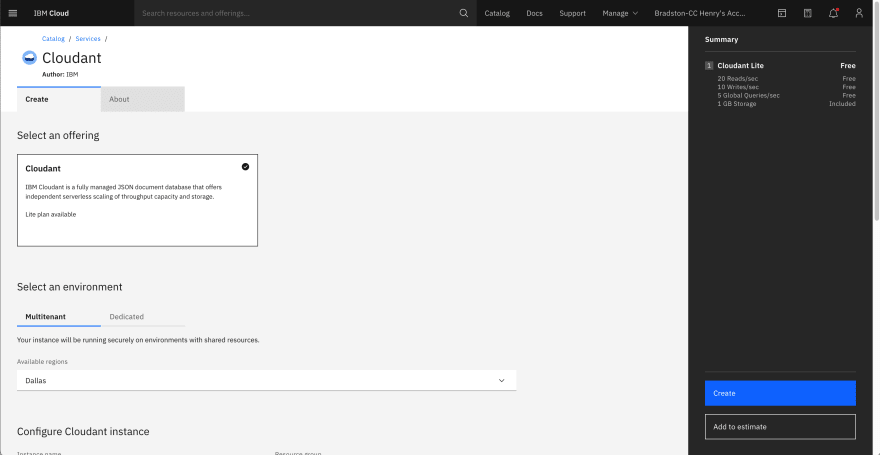 IBM Cloud
Search resources and offerings...
Catalog
Docs
Support
Manage
Bradston-CC Henry's Acc...
Catalog / Services /
Cloudant
Author: IBM
Create
About
Select an offering
Cloudant
IBM Cloudant is a fully managed JSON document database that offers
independent serverless scaling of throughput capacity and storage.
Lite plan available
Select an environment
Multitenant
Dedicated
Your instance will be running securely on environments with shared resources.
Available regions
Dallas
Configure Cloudant instance
Instance name
Resource group
Summary
1 Cloudant Lite Free
20 Reads/sec Free
10 Writes/sec Free
5 Global Queries/sec Free
1 GB Storage Included
Create
Add to estimate